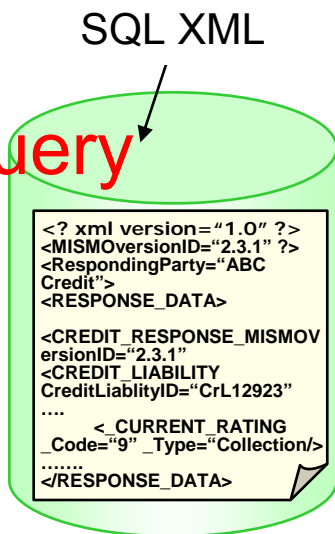 SQL XML
uery
<? xml version=“1.0” ?>
<MISMOversionID=“2.3.1” ?>
<RespondingParty=“ABC
Credit”>
<RESPONSE_DATA>
<CREDIT_RESPONSE_MISMOV
ersionID=“2.3.1”
<CREDIT_LIABILITY
CreditLiablityID=“CrL12923”
….
<_CURRENT_RATING
_Code=“9” _Type=“Collection/>
…….
</RESPONSE_DATA>